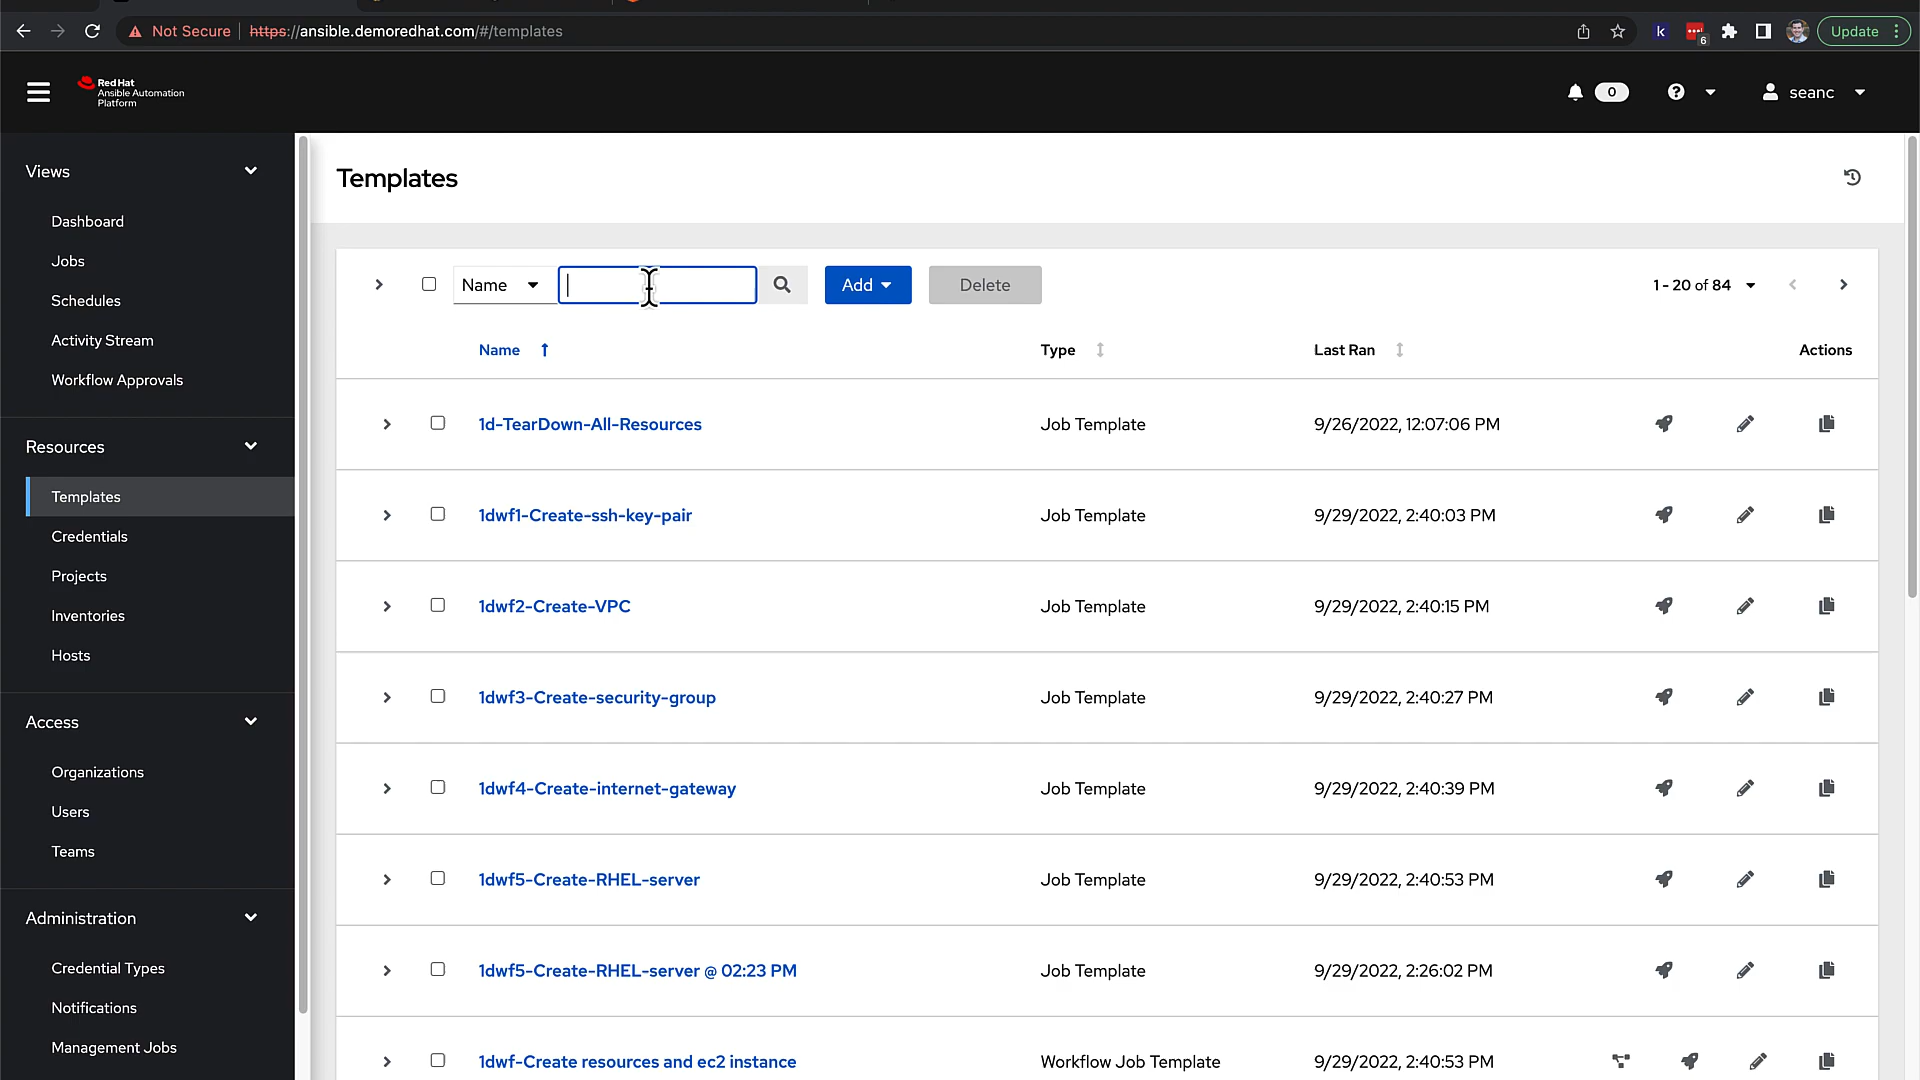 Not Secure https://ansible.demoredhat.com/#/templates k 6 Update
Red Hat
Ansible Automation
Platform
0 ? seanc
Views
Dashboard
Jobs
Schedules
Activity Stream
Workflow Approvals
Resources
Templates
Credentials
Projects
Inventories
Hosts
Access
Organizations
Users
Teams
Administration
Credential Types
Notifications
Management Jobs
Templates
Name Add Delete 1 - 20 of 84
Name Type Last Ran Actions
1d-TearDown-All-Resources Job Template 9/26/2022, 12:07:06 PM
1dwf1-Create-ssh-key-pair Job Template 9/29/2022, 2:40:03 PM
1dwf2-Create-VPC Job Template 9/29/2022, 2:40:15 PM
1dwf3-Create-security-group Job Template 9/29/2022, 2:40:27 PM
1dwf4-Create-internet-gateway Job Template 9/29/2022, 2:40:39 PM
1dwf5-Create-RHEL-server Job Template 9/29/2022, 2:40:53 PM
1dwf5-Create-RHEL-server @ 02:23 PM Job Template 9/29/2022, 2:26:02 PM
1dwf-Create resources and ec2 instance Workflow Job Template 9/29/2022, 2:40:53 PM